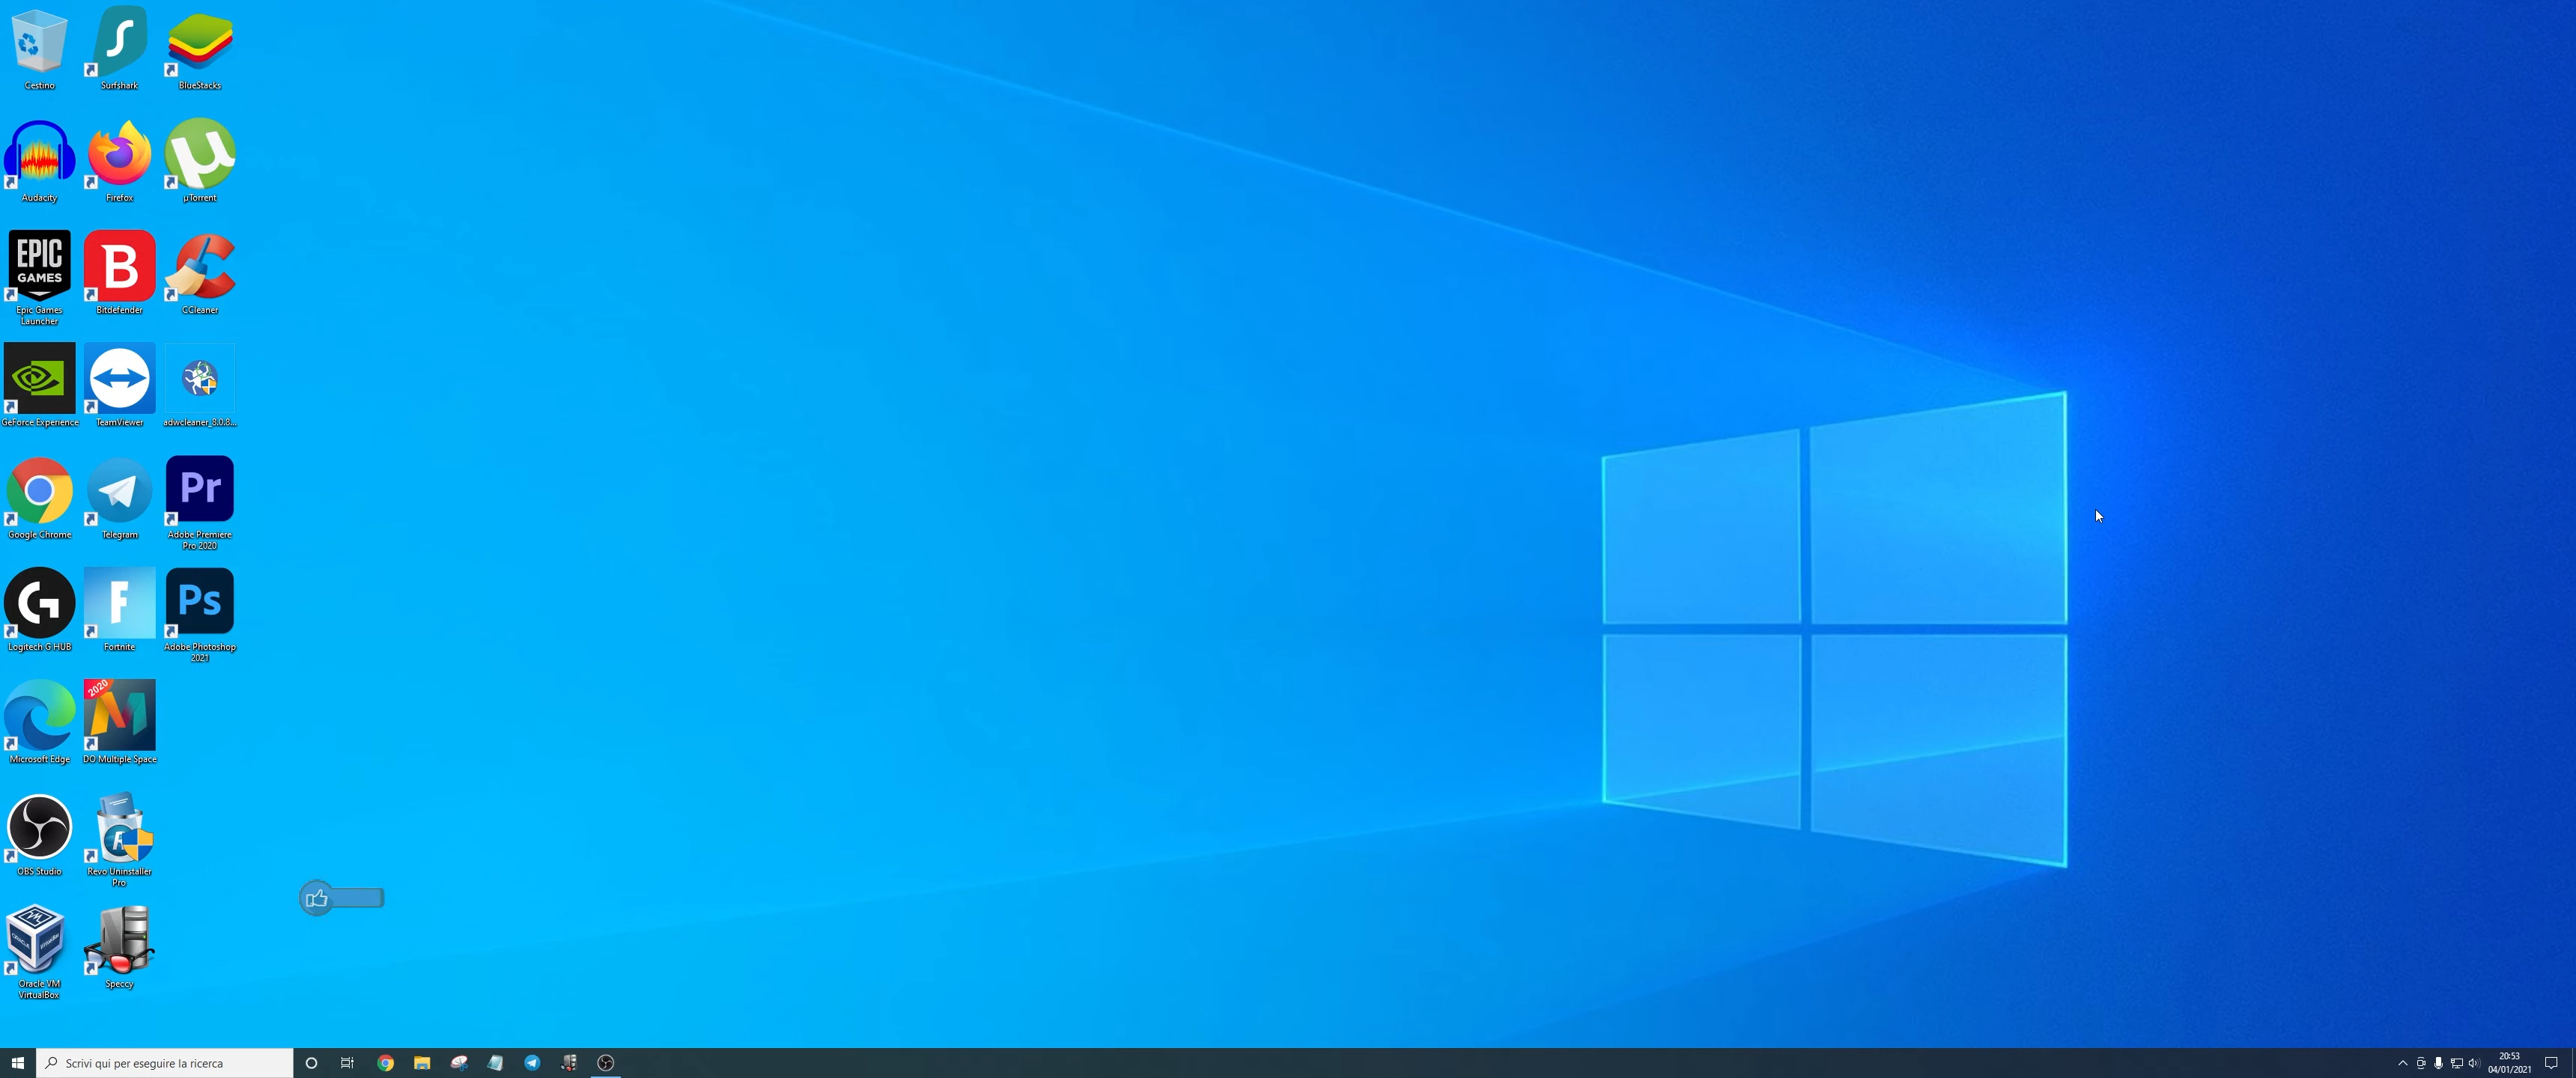 Cestino
Surfshark
BlueStacks
Audacity
Firefox
µTorrent
EPIC
GAMES
Epic Games
Launcher
B
Bitdefender
CCleaner
GeForce Experience
TeamViewer
adwcleaner_8.0.8...
Google Chrome
Telegram
Pr
Adobe Premiere
Pro 2020
Logitech G HUB
F
Fortnite
Ps
Adobe Photoshop
2021
Microsoft Edge
2020
DO Multiple Space
OBS Studio
Revo Uninstaller
Pro
Oracle VM
VirtualBox
Speccy
Scrivi qui per eseguire la ricerca
20:53
04/01/2021